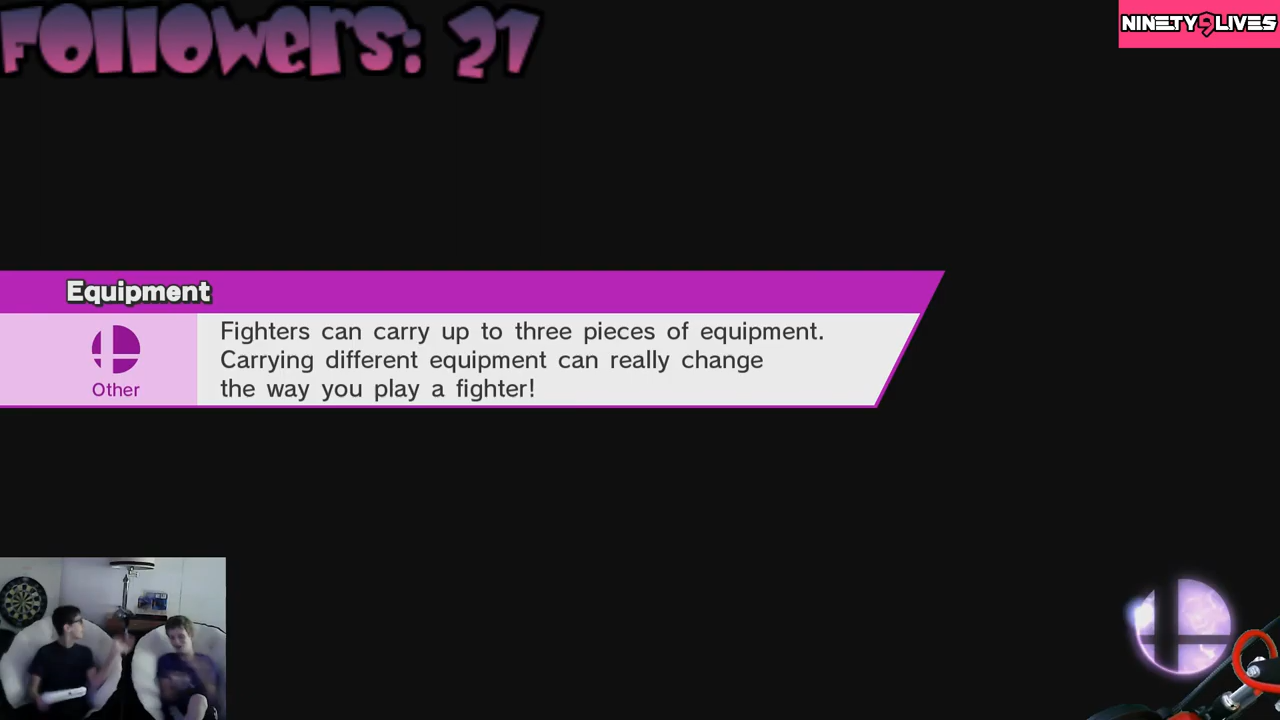 Followers: 27
NINETY9LIVES
Equipment
Fighters can carry up to three pieces of equipment.
Carrying different equipment can really change
the way you play a fighter!
Other